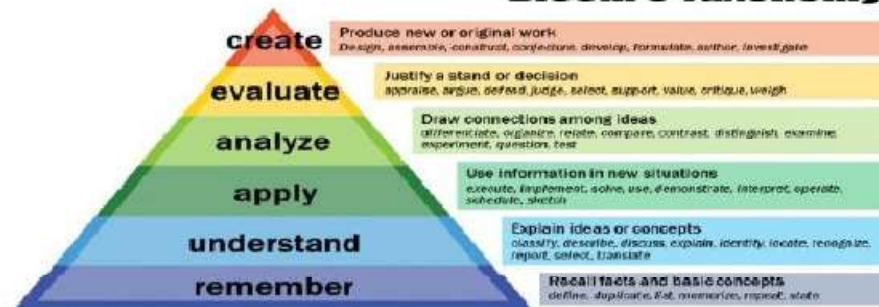 Bloom's Taxonomy
create
Produce new or original work
Design, assemble, construct, conjecture, develop, formulate, author, investigate
evaluate
Justify a stand or decision
appraise, argue, defend, judge, select, support, value, critique, weigh
analyze
Draw connections among ideas
differentiate, organize, relate, compare, contrast, distinguish, examine,
experiment, question, test
apply
Use information in new situations
execute, implement, solve, use, demonstrate, interpret, operate,
schedule, sketch
understand
Explain ideas or concepts
classify, describe, discuss, explain, identify, locate, recognize,
report, select, translate
remember
Recall facts and basic concepts
define, duplicate, list, memorize, repeat, state